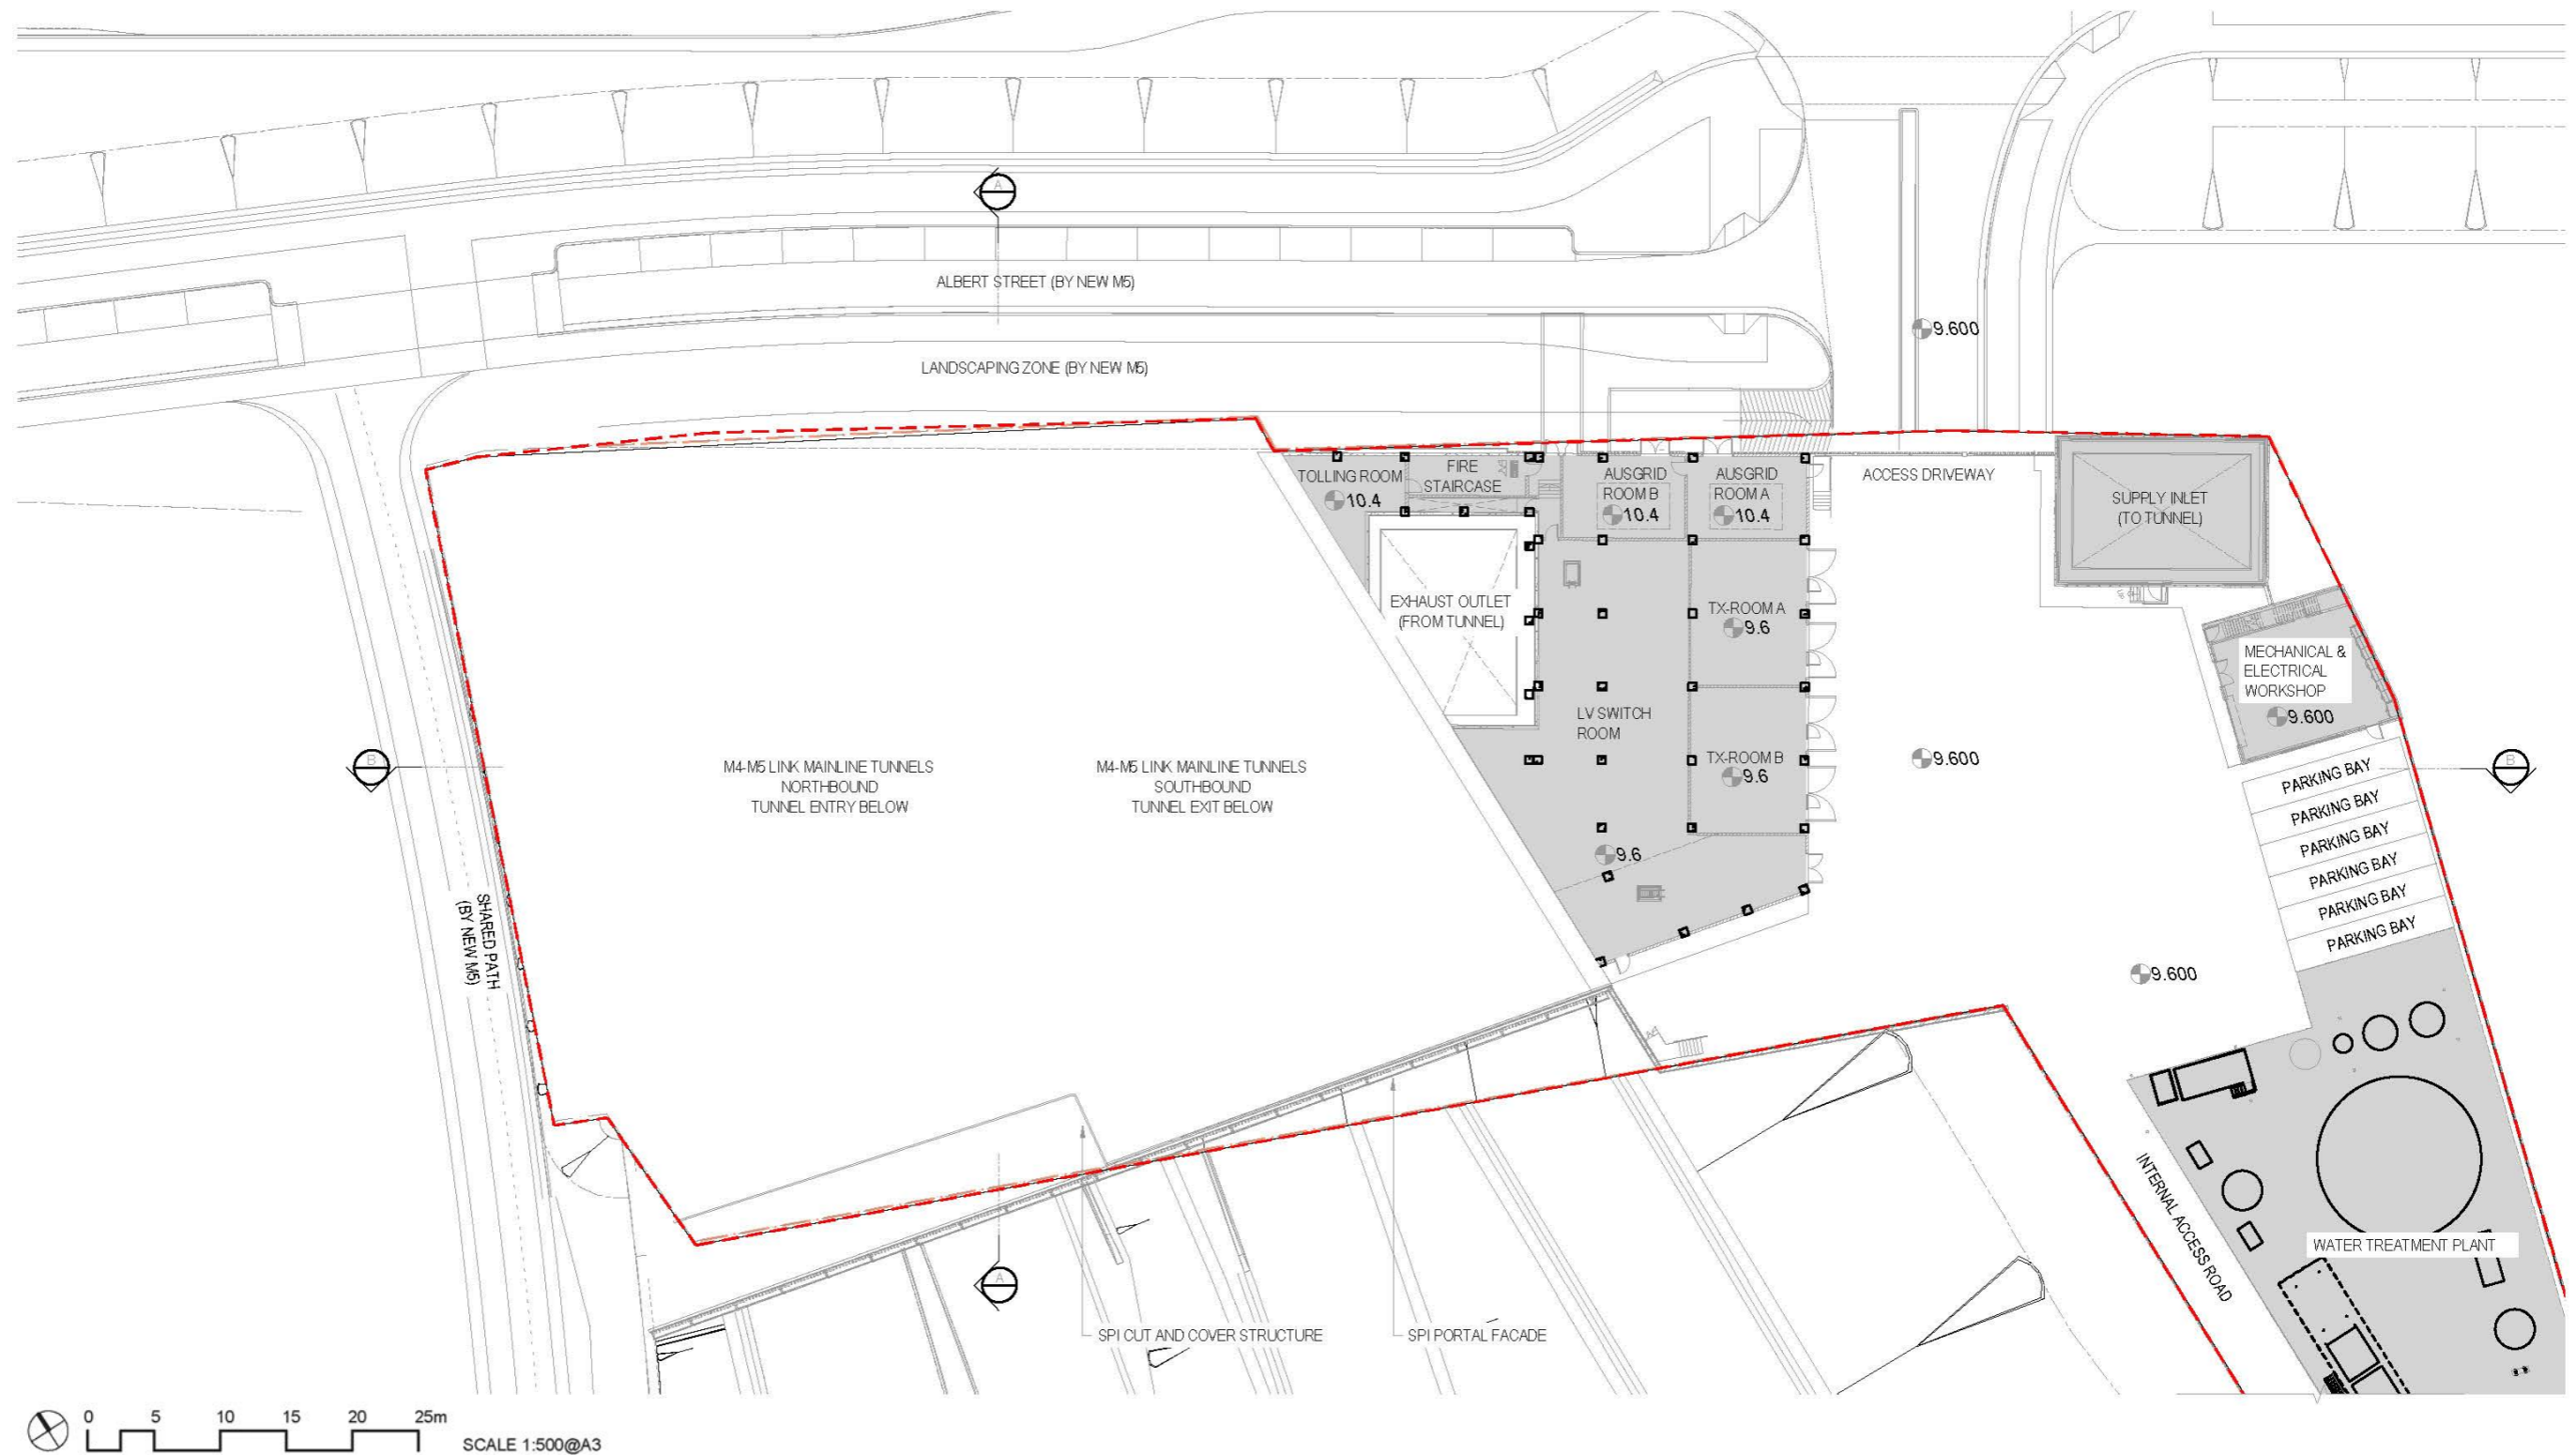 A
ALBERT STREET (BY NEW M5)
9.600
LANDSCAPING ZONE (BY NEW M5)
TOLLING ROOM
10.4
FIRE
STAIRCASE
AUSGRID
ROOM B
10.4
AUSGRID
ROOM A
10.4
ACCESS DRIVEWAY
SUPPLY INLET
(TO TUNNEL)
EXHAUST OUTLET
(FROM TUNNEL)
TX-ROOM A
9.6
MECHANICAL &
ELECTRICAL
WORKSHOP
9.600
LV SWITCH
ROOM
TX-ROOM B
9.6
9.600
B
M4-M5 LINK MAINLINE TUNNELS
NORTHBOUND
TUNNEL ENTRY BELOW
M4-M5 LINK MAINLINE TUNNELS
SOUTHBOUND
TUNNEL EXIT BELOW
B
PARKING BAY
PARKING BAY
PARKING BAY
PARKING BAY
PARKING BAY
PARKING BAY
9.6
SHARED PATH
(BY NEW M5)
9.600
INTERNAL ACCESS ROAD
WATER TREATMENT PLANT
A
SPI CUT AND COVER STRUCTURE
SPI PORTAL FACADE
0 5 10 15 20 25m
SCALE 1:500@A3